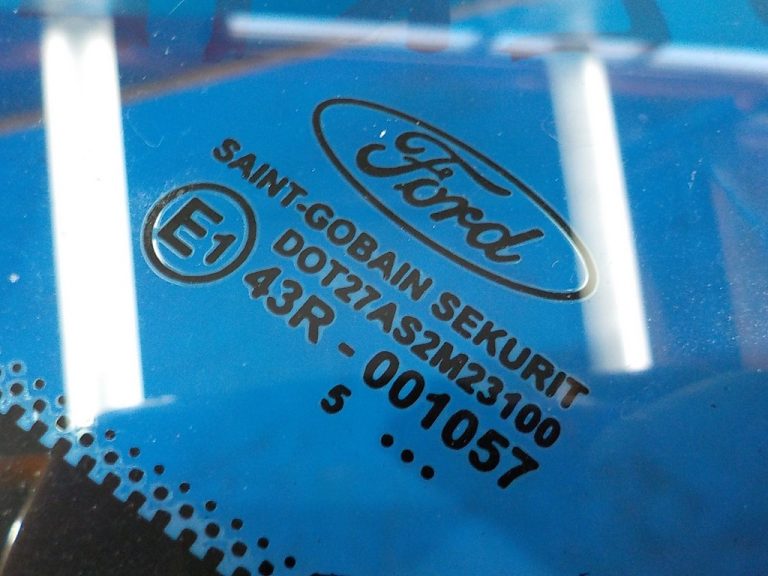 Ford
SAINT-GOBAIN SEKURIT
DOT27AS2M23100
E1 43R - 001057
5 ...